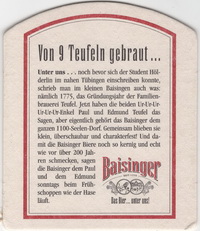 Von 9 Teufeln gebraut ...
Unter uns . . . noch bevor sich der Student Höl-
derlin im nahen Tübingen einschreiben konnte,
schrieb man im kleinen Baisingen auch was:
nämlich 1775, das Gründungsjahr der Familien-
brauerei Teufel. Jetzt haben die beiden Ur-Ur-Ur-
Ur-Ur-Ur-Enkel Paul und Edmund Teufel das
Sagen, aber eigentlich gehört das Baisinger dem
ganzen 1100-Seelen-Dorf. Gemeinsam blieben sie
klein, überschaubar und charakterfest! Und da-
mit die Baisinger Biere noch so kernig und echt
wie vor über 200 Jah-
ren schmecken, sagen
die Baisinger dem Paul
und dem Edmund
sonntags beim Früh-
schoppen wie der Hase
läuft.
Baisinger
Das Bier... unter uns!